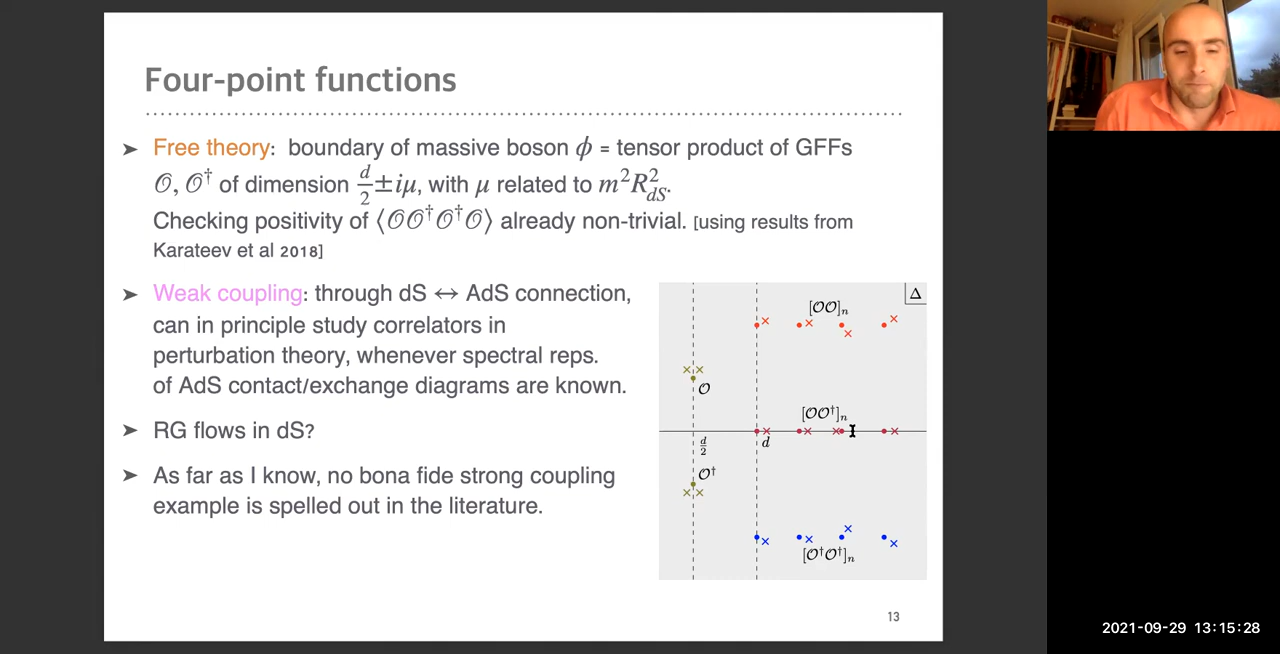 Four-point functions
➤ Free theory: boundary of massive boson ϕ = tensor product of GFFs
𝒪, 𝒪† of dimension d/2 ± iμ, with μ related to m²R²_dS.
Checking positivity of ⟨𝒪𝒪†𝒪†𝒪⟩ already non-trivial. [using results from
Karateev et al 2018]
➤ Weak coupling: through dS ↔ AdS connection,
can in principle study correlators in
perturbation theory, whenever spectral reps.
of AdS contact/exchange diagrams are known.
➤ RG flows in dS?
➤ As far as I know, no bona fide strong coupling
example is spelled out in the literature.
Δ
[𝒪𝒪]ₙ
𝒪
[𝒪𝒪†]ₙ
d/2
d
𝒪†
[𝒪†𝒪†]ₙ
13
2021-09-29 13:15:28